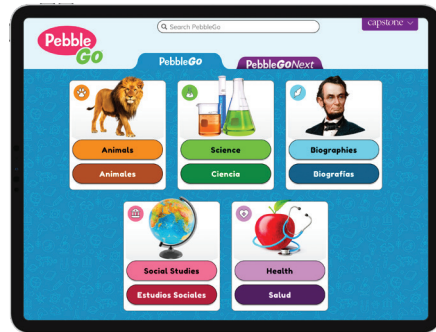 Pebble
GO
Search PebbleGo
capstone
PebbleGo
PebbleGoNext
Animals
Animales
Science
Ciencia
Biographies
Biografías
Social Studies
Estudios Sociales
Health
Salud